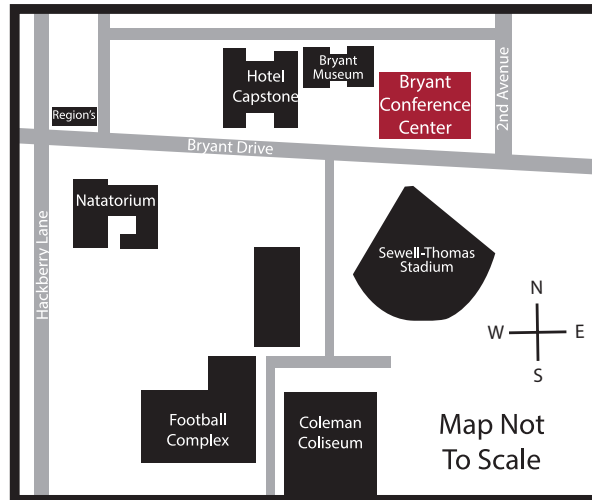 Hotel
Capstone
Bryant
Museum
Bryant
Conference
Center
2nd Avenue
Region's
Bryant Drive
Natatorium
Hackberry Lane
Sewell-Thomas
Stadium
N
W
E
S
Football
Complex
Coleman
Coliseum
Map Not
To Scale